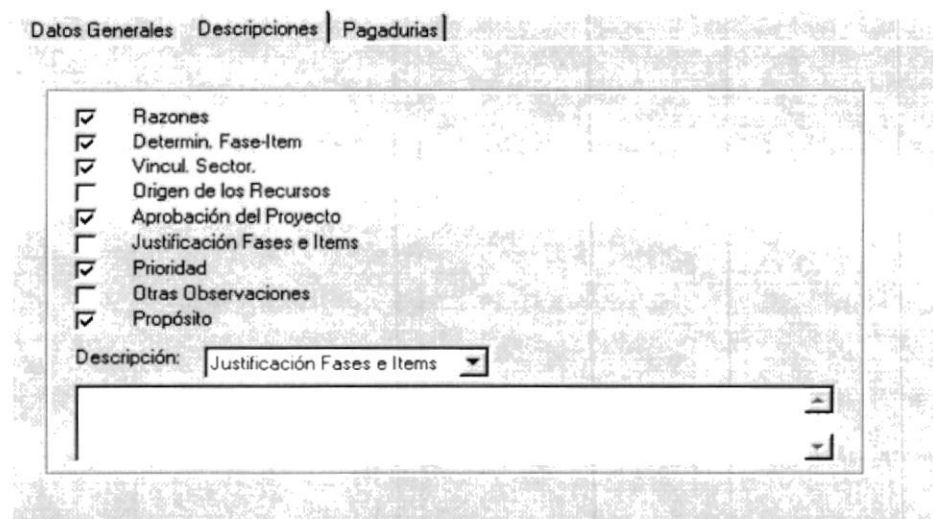 Datos Generales Descripciones Pagadurias
Razones
Determin. Fase-Item
Vincul. Sector.
Origen de los Recursos
Aprobación del Proyecto
Justificación Fases e Items
Prioridad
Otras Observaciones
Propósito
Descripción: Justificación Fases e Items